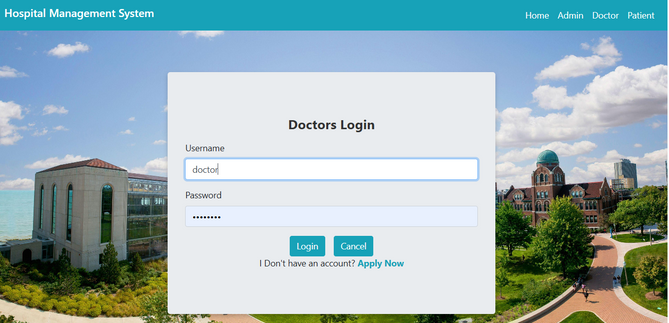 Hospital Management System
Home Admin Doctor Patient
Doctors Login
Username
doctor
Password
••••••••
Login Cancel
I Don't have an account? Apply Now